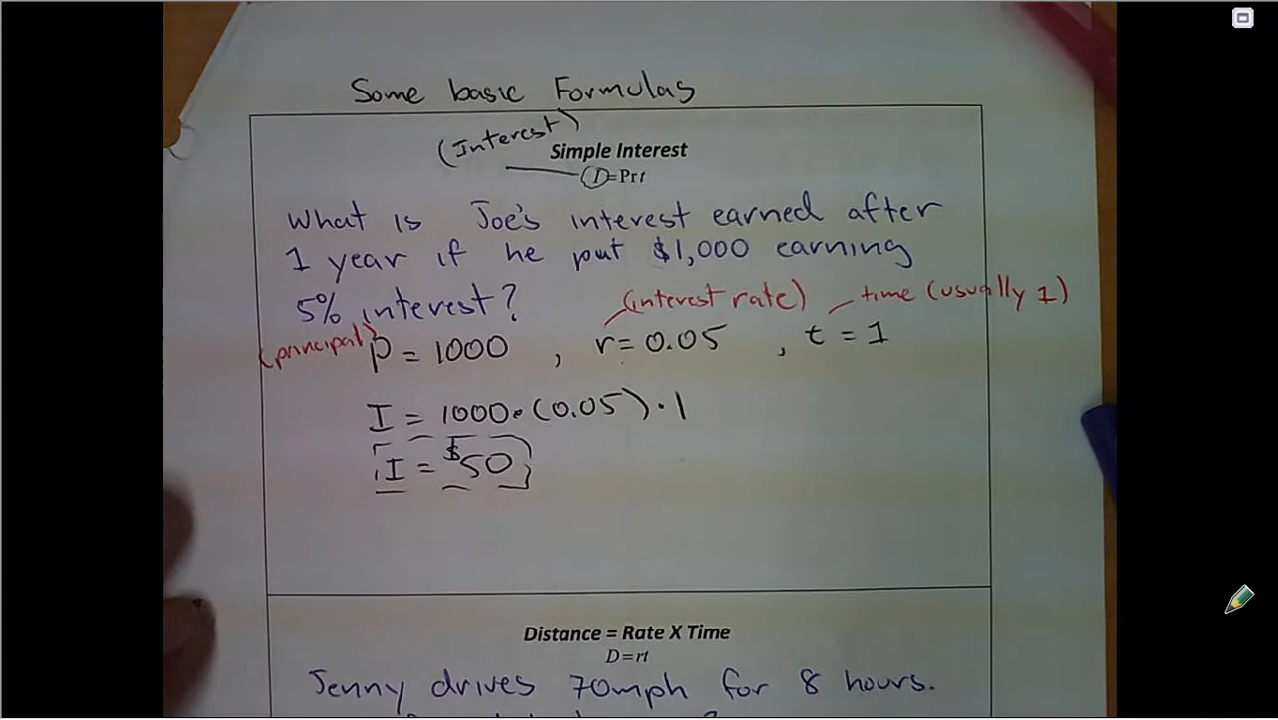 Some basic Formulas
(Interest)
Simple Interest
I=Prt
What is Joe's interest earned after
1 year if he put $1,000 earning
5% interest?
(interest rate)
time (usually 1)
(principal)
p = 1000 , r = 0.05 , t = 1
I = 1000·(0.05)·1
I = $50
Distance = Rate X Time
D=rt
Jenny drives 70mph for 8 hours.